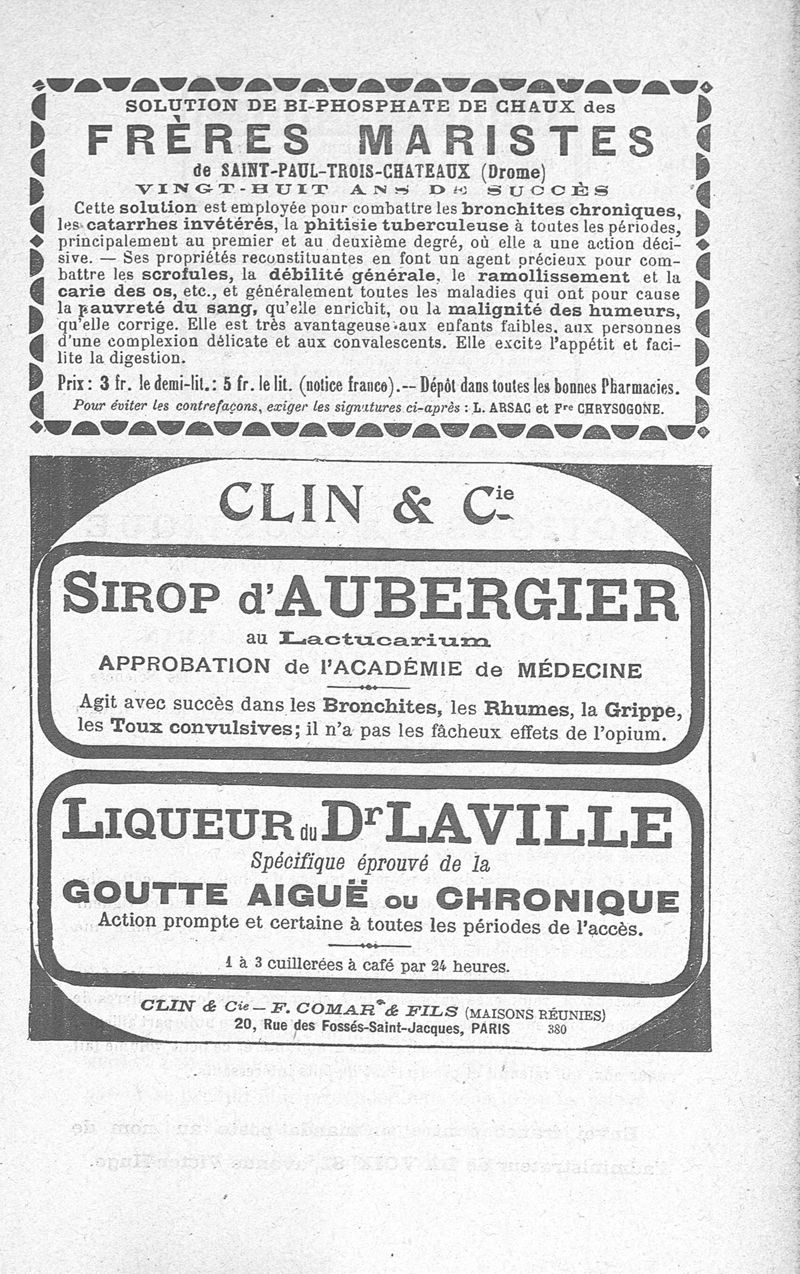 SOLUTION DE BI-PHOSPHATE DE CHAUX des
FRÈRES MARISTES
de SAINT-PAUL-TROIS-CHATEAUX (Drome)
VINGT-HUIT ANS DE SUCCÈS
Cette solution est employée pour combattre les bronchites chroniques,
les catarrhes invétérés, la phitisie tuberculeuse à toutes les périodes,
principalement au premier et au deuxième degré, où elle a une action déci-
sive. — Ses propriétés reconstituantes en font un agent précieux pour com-
battre les scrofules, la débilité générale, le ramollissement et la
carie des os, etc., et généralement toutes les maladies qui ont pour cause
la pauvreté du sang, qu'elle enrichit, ou la malignité des humeurs,
qu'elle corrige. Elle est très avantageuse aux enfants faibles, aux personnes
d'une complexion délicate et aux convalescents. Elle excite l'appétit et faci-
lite la digestion.
Prix : 3 fr. le demi-lit.: 5 fr. le lit. (notice franco).— Dépôt dans toutes les bonnes Pharmacies.
Pour éviter les contrefaçons, exiger les signatures ci-après : L. ARSAC et Fre CHRYSOGONE.
CLIN & Cie
SIROP d'AUBERGIER
au Lactucarium
APPROBATION de l'ACADÉMIE de MÉDECINE
Agit avec succès dans les Bronchites, les Rhumes, la Grippe,
les Toux convulsives; il n'a pas les fâcheux effets de l'opium.
LIQUEUR du Dr LAVILLE
Spécifique éprouvé de la
GOUTTE AIGUË OU CHRONIQUE
Action prompte et certaine à toutes les périodes de l'accès.
1 à 3 cuillerées à café par 24 heures.
CLIN & Cie — F. COMAR & FILS (MAISONS RÉUNIES)
20, Rue des Fossés-Saint-Jacques, PARIS 380